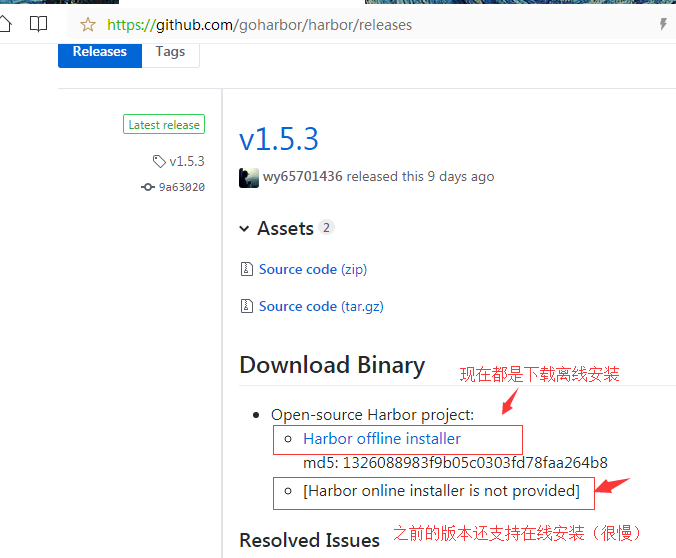 https://github.com/goharbor/harbor/releases
Releases Tags
Latest release
v1.5.3
9a63020
v1.5.3
wy65701436 released this 9 days ago
Assets 2
Source code (zip)
Source code (tar.gz)
Download Binary
现在都是下载离线安装
Open-source Harbor project:
Harbor offline installer
md5: 1326088983f9b05c0303fd78faa264b8
[Harbor online installer is not provided]
Resolved Issues
之前的版本还支持在线安装（很慢）